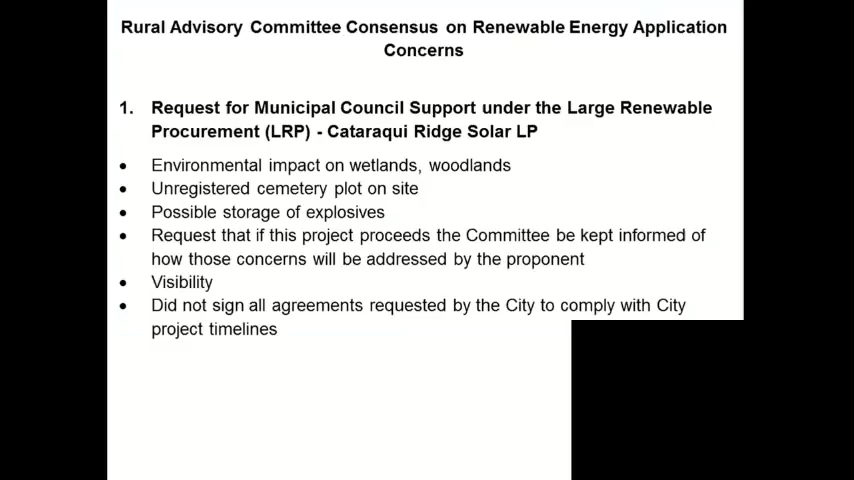 Rural Advisory Committee Consensus on Renewable Energy Application
Concerns
1. Request for Municipal Council Support under the Large Renewable
Procurement (LRP) - Cataraqui Ridge Solar LP
• Environmental impact on wetlands, woodlands
• Unregistered cemetery plot on site
• Possible storage of explosives
• Request that if this project proceeds the Committee be kept informed of
how those concerns will be addressed by the proponent
• Visibility
• Did not sign all agreements requested by the City to comply with City
project timelines